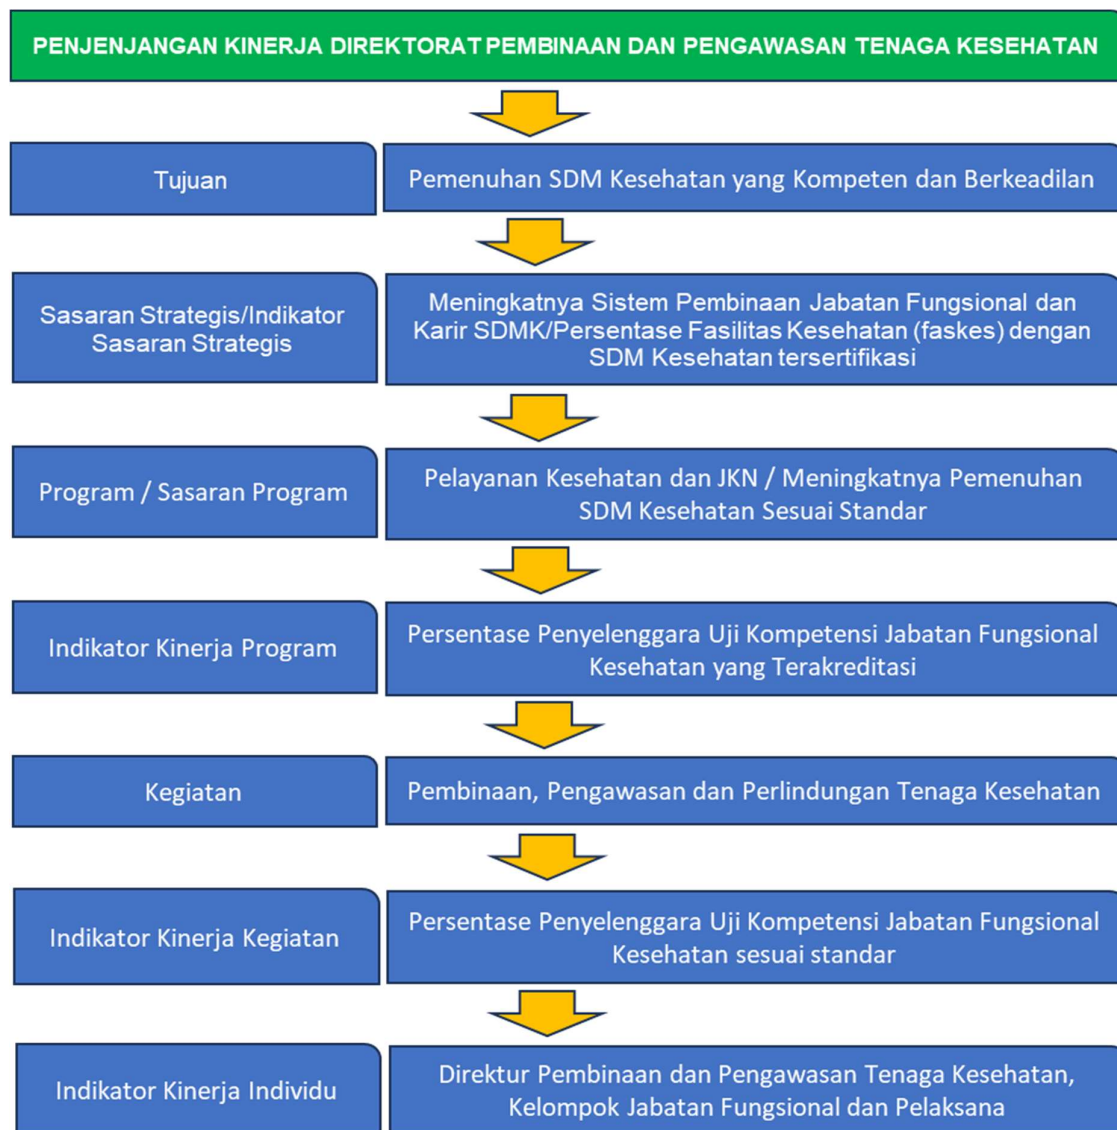 PENJENJANGAN KINERJA DIREKTORAT PEMBINAAN DAN PENGAWASAN TENAGA KESEHATAN
Tujuan
Pemenuhan SDM Kesehatan yang Kompeten dan Berkeadilan
Sasaran Strategis/Indikator
Sasaran Strategis
Meningkatnya Sistem Pembinaan Jabatan Fungsional dan
Karir SDMK/Persentase Fasilitas Kesehatan (faskes) dengan
SDM Kesehatan tersertifikasi
Program / Sasaran Program
Pelayanan Kesehatan dan JKN / Meningkatnya Pemenuhan
SDM Kesehatan Sesuai Standar
Indikator Kinerja Program
Persentase Penyelenggara Uji Kompetensi Jabatan Fungsional
Kesehatan yang Terakreditasi
Kegiatan
Pembinaan, Pengawasan dan Perlindungan Tenaga Kesehatan
Indikator Kinerja Kegiatan
Persentase Penyelenggara Uji Kompetensi Jabatan Fungsional
Kesehatan sesuai standar
Indikator Kinerja Individu
Direktur Pembinaan dan Pengawasan Tenaga Kesehatan,
Kelompok Jabatan Fungsional dan Pelaksana